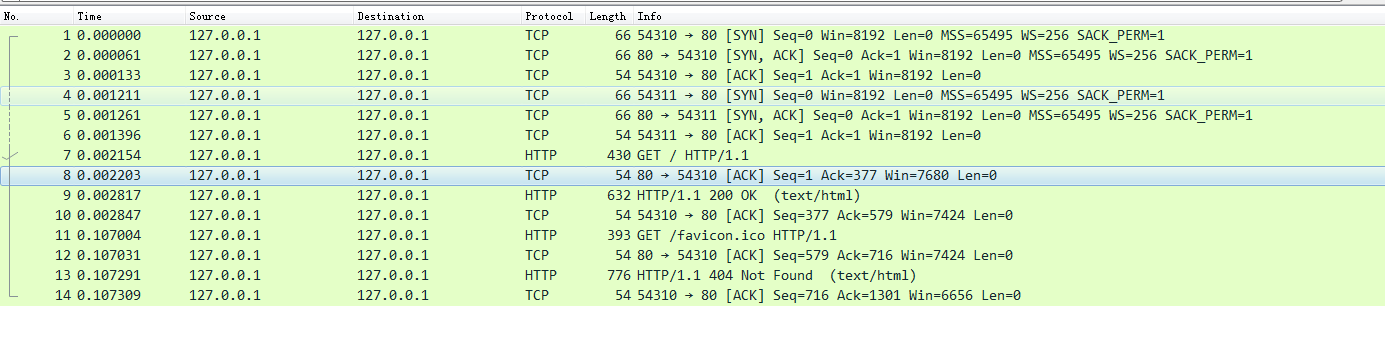 No. Time Source Destination Protocol Length Info
1 0.000000 127.0.0.1 127.0.0.1 TCP 66 54310 → 80 [SYN] Seq=0 Win=8192 Len=0 MSS=65495 WS=256 SACK_PERM=1
2 0.000061 127.0.0.1 127.0.0.1 TCP 66 80 → 54310 [SYN, ACK] Seq=0 Ack=1 Win=8192 Len=0 MSS=65495 WS=256 SACK_PERM=1
3 0.000133 127.0.0.1 127.0.0.1 TCP 54 54310 → 80 [ACK] Seq=1 Ack=1 Win=8192 Len=0
4 0.001211 127.0.0.1 127.0.0.1 TCP 66 54311 → 80 [SYN] Seq=0 Win=8192 Len=0 MSS=65495 WS=256 SACK_PERM=1
5 0.001261 127.0.0.1 127.0.0.1 TCP 66 80 → 54311 [SYN, ACK] Seq=0 Ack=1 Win=8192 Len=0 MSS=65495 WS=256 SACK_PERM=1
6 0.001396 127.0.0.1 127.0.0.1 TCP 54 54311 → 80 [ACK] Seq=1 Ack=1 Win=8192 Len=0
7 0.002154 127.0.0.1 127.0.0.1 HTTP 430 GET / HTTP/1.1
8 0.002203 127.0.0.1 127.0.0.1 TCP 54 80 → 54310 [ACK] Seq=1 Ack=377 Win=7680 Len=0
9 0.002817 127.0.0.1 127.0.0.1 HTTP 632 HTTP/1.1 200 OK (text/html)
10 0.002847 127.0.0.1 127.0.0.1 TCP 54 54310 → 80 [ACK] Seq=377 Ack=579 Win=7424 Len=0
11 0.107004 127.0.0.1 127.0.0.1 HTTP 393 GET /favicon.ico HTTP/1.1
12 0.107031 127.0.0.1 127.0.0.1 TCP 54 80 → 54310 [ACK] Seq=579 Ack=716 Win=7424 Len=0
13 0.107291 127.0.0.1 127.0.0.1 HTTP 776 HTTP/1.1 404 Not Found (text/html)
14 0.107309 127.0.0.1 127.0.0.1 TCP 54 54310 → 80 [ACK] Seq=716 Ack=1301 Win=6656 Len=0